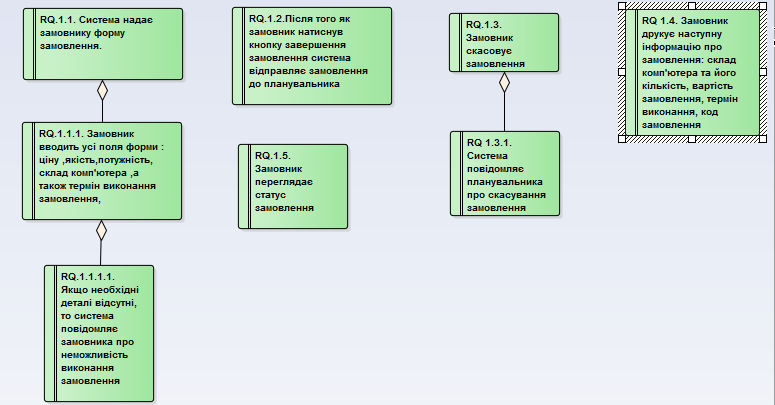 RQ.1.1. Система надає
замовнику форму
замовлення.
RQ.1.1.1. Замовник
вводить усі поля форми :
ціну ,якість,потужність,
склад комп'ютера ,а
також термін виконання
замовлення,
RQ.1.1.1.1.
Якщо необхідні
деталі відсутні,
то система
повідомляє
замовника про
неможливість
виконання
замовлення
RQ.1.2.Після того як
замовник натиснув
кнопку завершення
замовлення система
відправляє замовлення
до планувальника
RQ.1.5.
Замовник
переглядає
статус
замовлення
RQ.1.3.
Замовник
скасовує
замовлення
RQ 1.3.1.
Система
повідомляє
планувальника
про скасування
замовлення
RQ 1.4. Замовник
друкує наступну
інформацію про
замовлення: склад
комп'ютера та його
кількість, вартість
замовлення, термін
виконання, код
замовлення